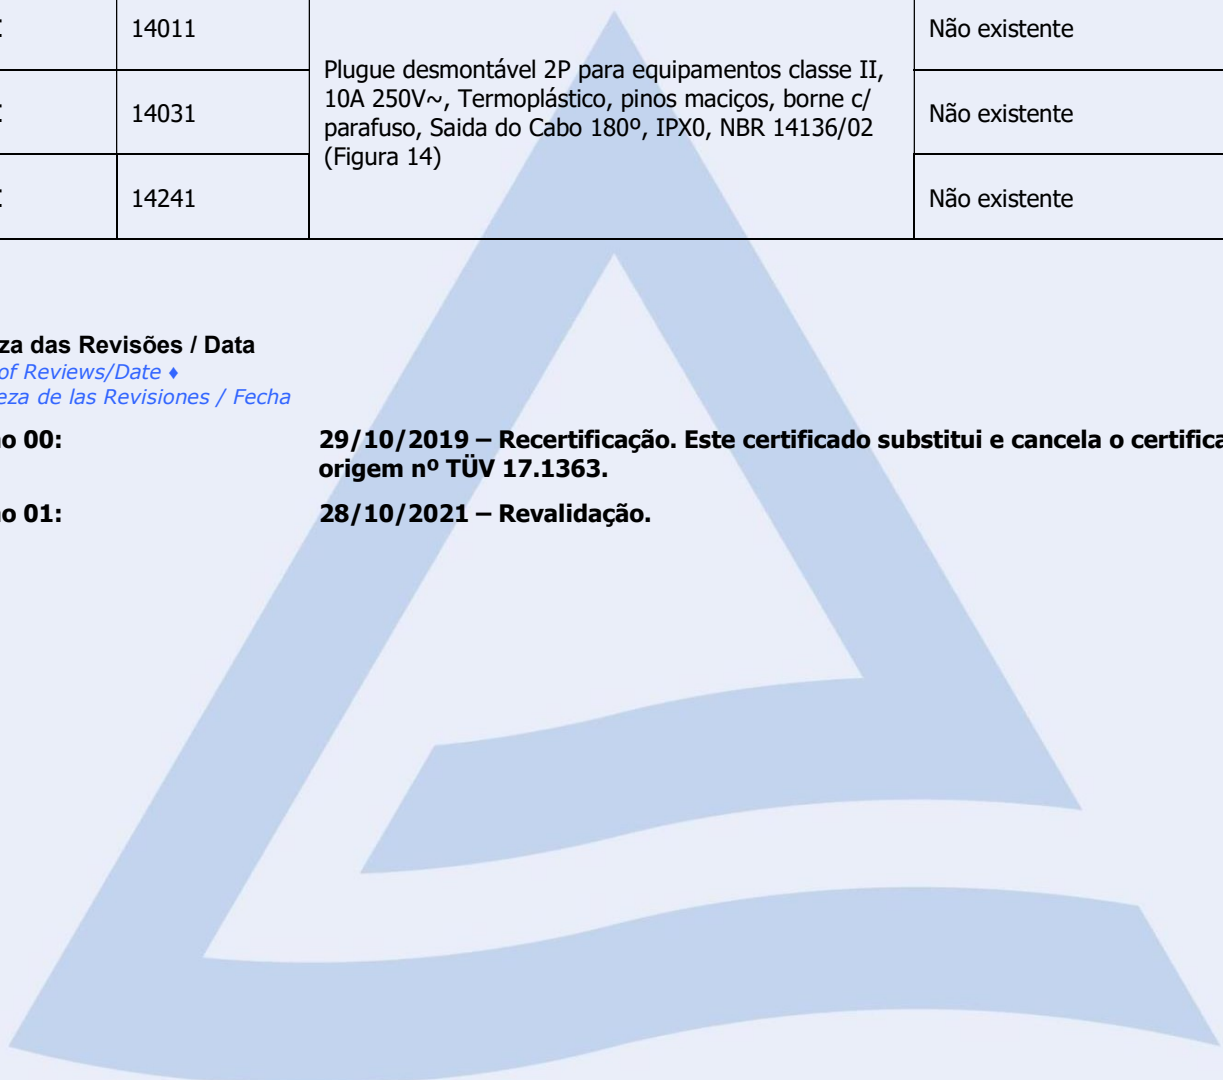 14011
Não existente
Plugue desmontável 2P para equipamentos classe II,
10A 250V~, Termoplástico, pinos maciços, borne c/
parafuso, Saida do Cabo 180º, IPX0, NBR 14136/02
(Figura 14)
14031
Não existente
14241
Não existente
za das Revisões / Data
of Reviews/Date ♦
eza de las Revisiones / Fecha
o 00:
29/10/2019 – Recertificação. Este certificado substitui e cancela o certifica
origem nº TÜV 17.1363.
o 01:
28/10/2021 – Revalidação.